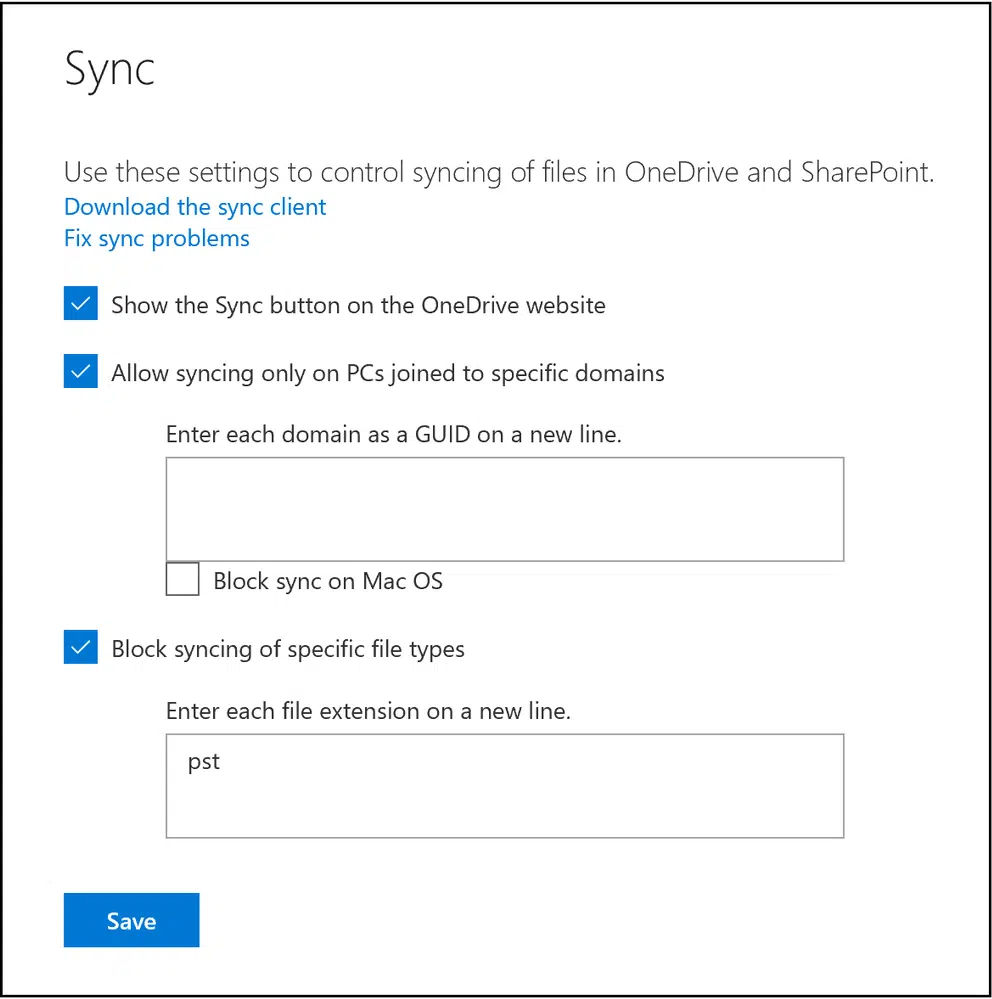 Sync
Use these settings to control syncing of files in OneDrive and SharePoint.
Download the sync client
Fix sync problems
Show the Sync button on the OneDrive website
Allow syncing only on PCs joined to specific domains
Enter each domain as a GUID on a new line.
Block sync on Mac OS
Block syncing of specific file types
Enter each file extension on a new line.
pst
Save